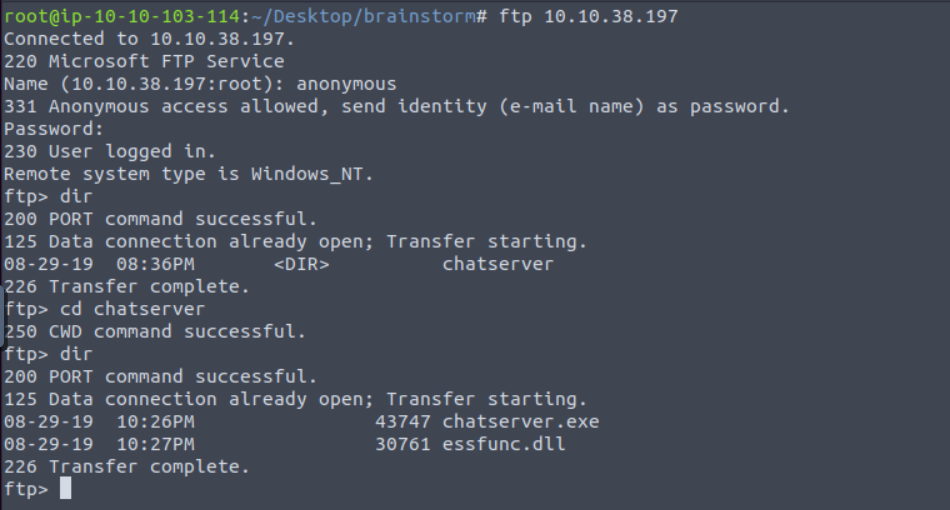 root@ip-10-10-103-114:~/Desktop/brainstorm# ftp 10.10.38.197
Connected to 10.10.38.197.
220 Microsoft FTP Service
Name (10.10.38.197:root): anonymous
331 Anonymous access allowed, send identity (e-mail name) as password.
Password:
230 User logged in.
Remote system type is Windows_NT.
ftp> dir
200 PORT command successful.
125 Data connection already open; Transfer starting.
08-29-19  08:36PM       <DIR>          chatserver
226 Transfer complete.
ftp> cd chatserver
250 CWD command successful.
ftp> dir
200 PORT command successful.
125 Data connection already open; Transfer starting.
08-29-19  10:26PM                43747 chatserver.exe
08-29-19  10:27PM                30761 essfunc.dll
226 Transfer complete.
ftp>